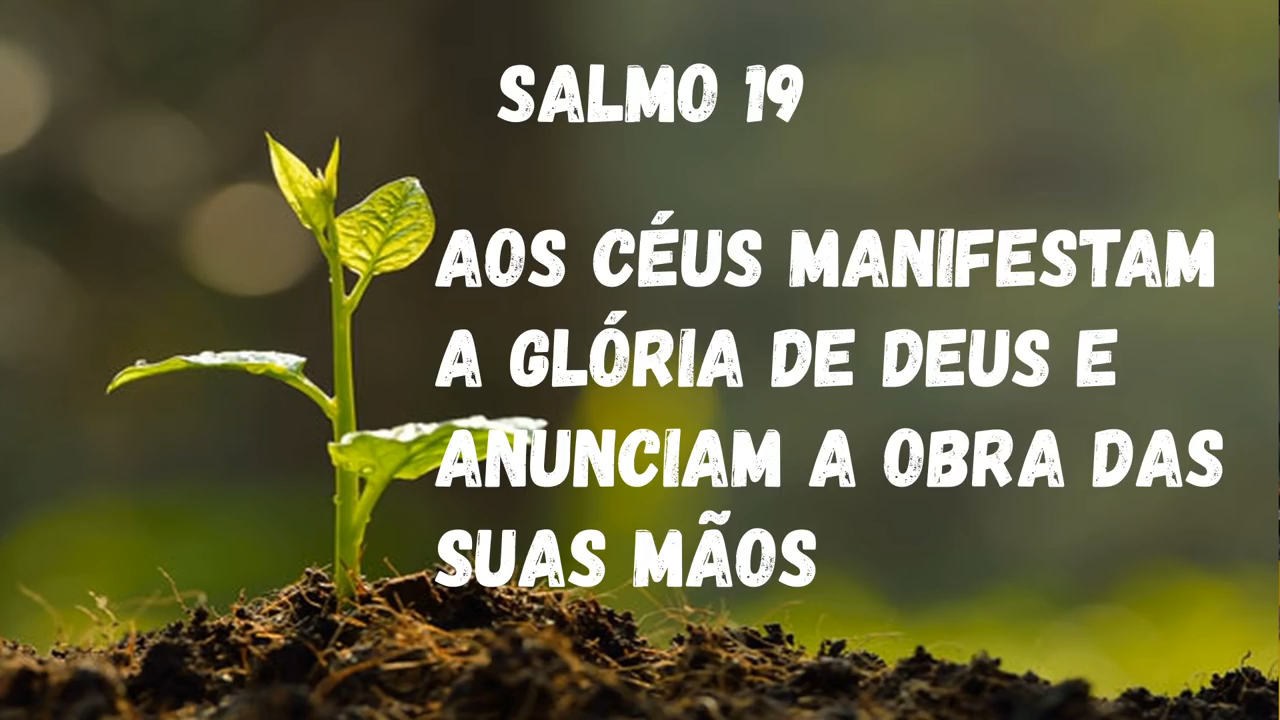 SALMO 19
AOS CÉUS MANIFESTAM
A GLÓRIA DE DEUS E
ANUNCIAM A OBRA DAS
SUAS MÃOS